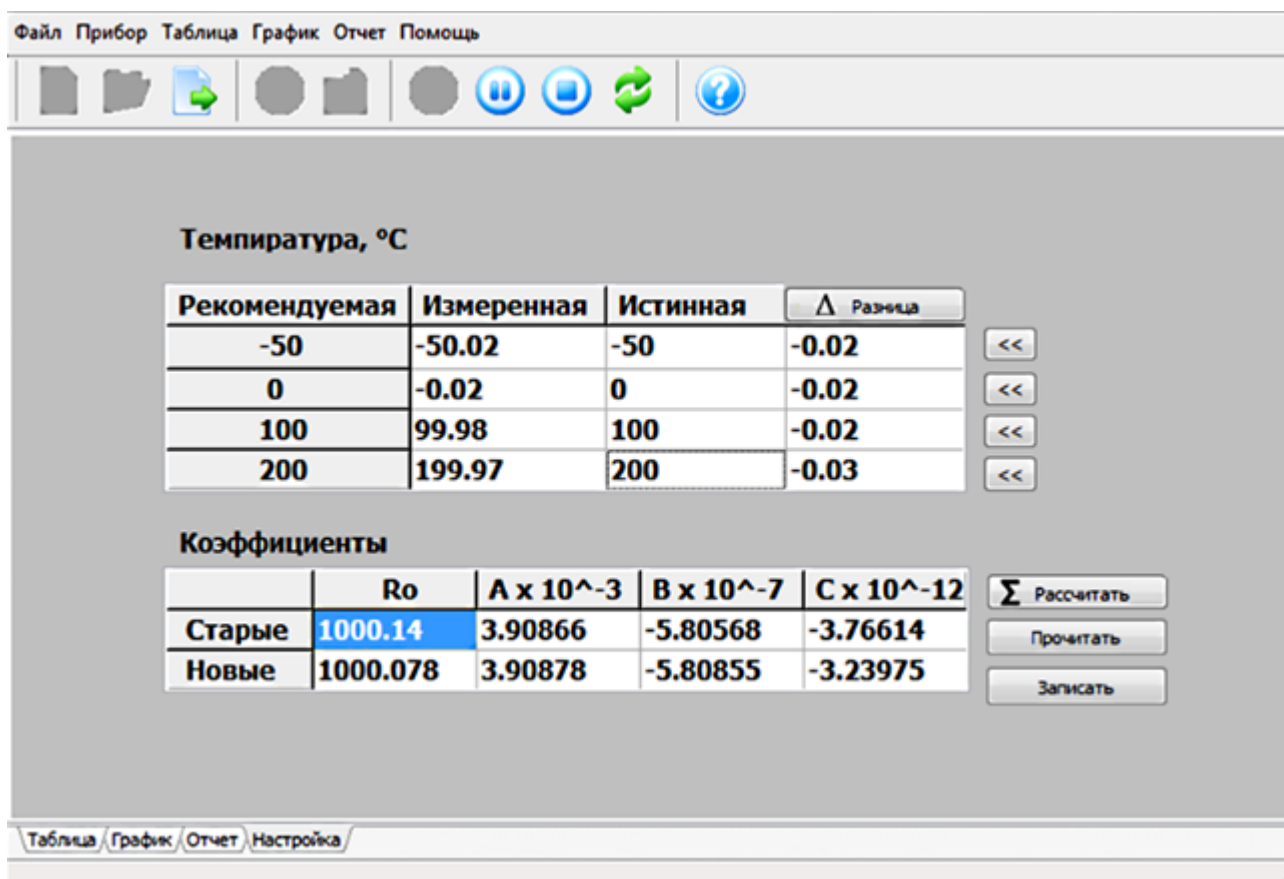 Файл Прибор Таблица График Отчет Помощь
?
Темпиратура, °С
Рекомендуемая Измеренная Истинная Δ Разница
-50 -50.02 -50 -0.02 <<
0 -0.02 0 -0.02 <<
100 99.98 100 -0.02 <<
200 199.97 200 -0.03 <<
Коэффициенты
Ro A x 10^-3 B x 10^-7 C x 10^-12 Σ Рассчитать
Старые 1000.14 3.90866 -5.80568 -3.76614 Прочитать
Новые 1000.078 3.90878 -5.80855 -3.23975 Записать
Таблица График Отчет Настройка